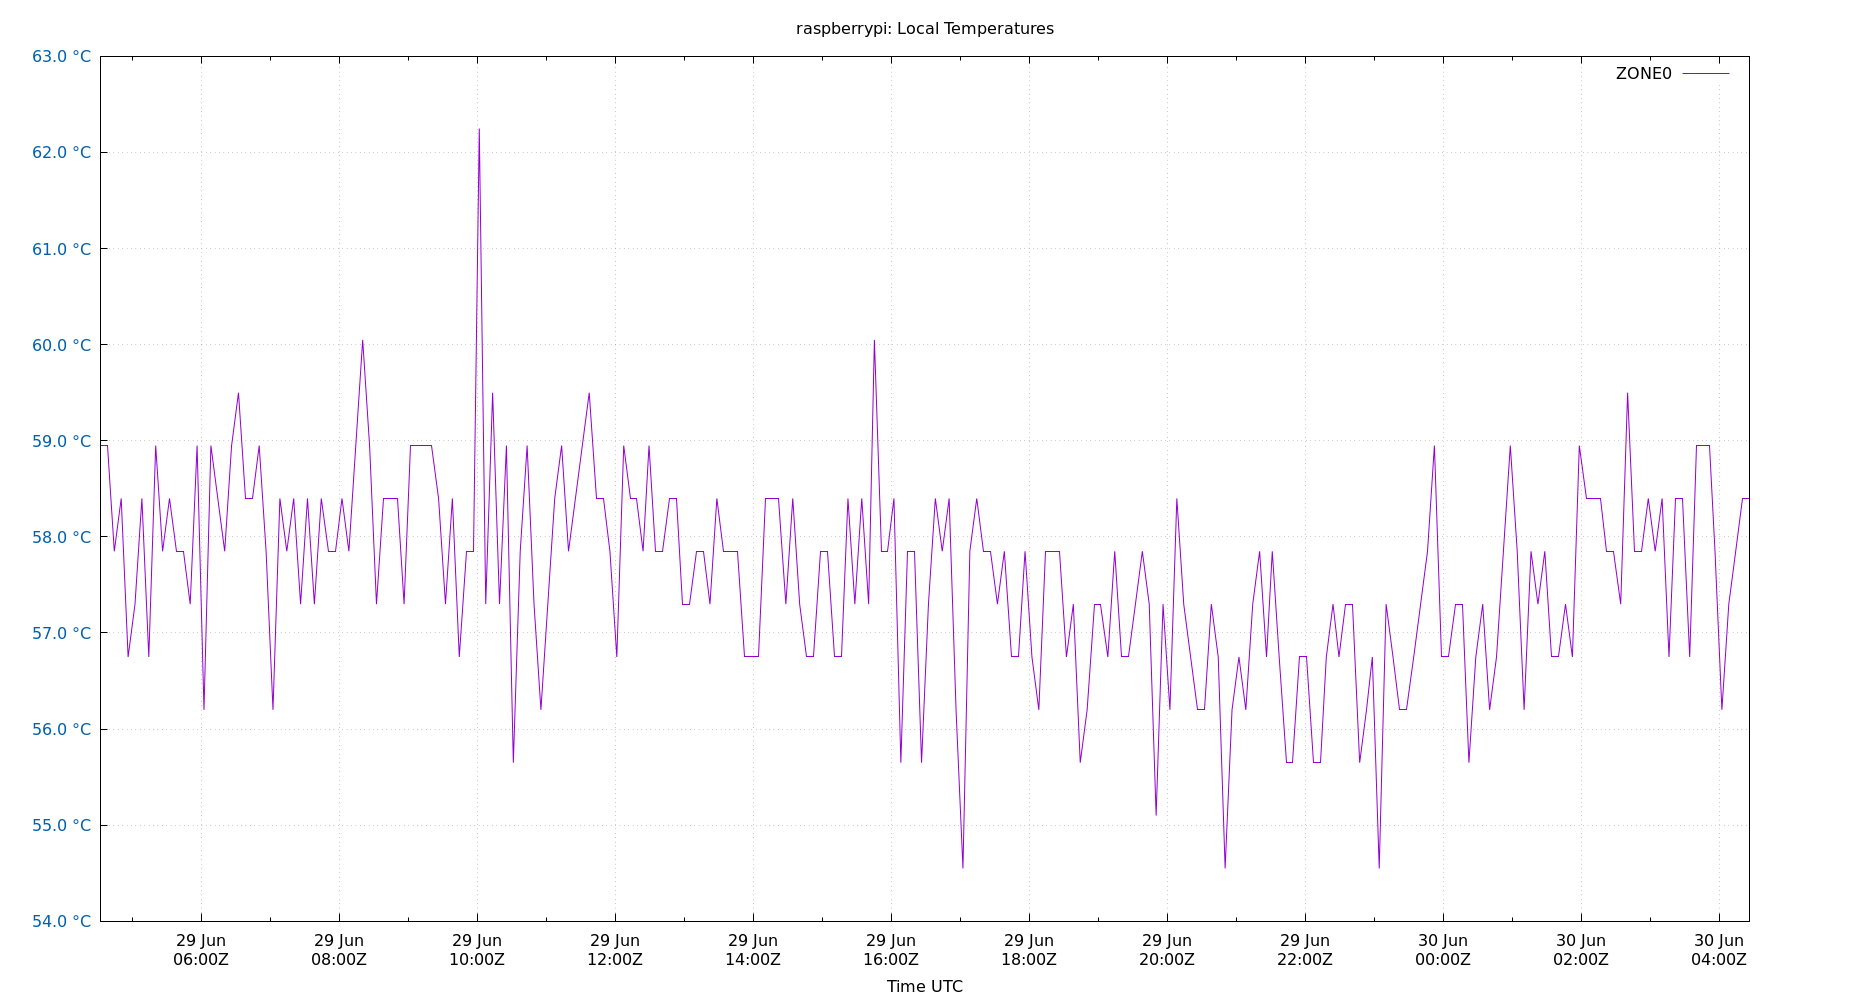 raspberrypi: Local Temperatures
63.0 °C
ZONE0
62.0 °C
61.0 °C
60.0 °C
59.0 °C
58.0 °C
57.0 °C
56.0 °C
55.0 °C
54.0 °C
29 Jun 29 Jun 29 Jun 29 Jun 29 Jun 29 Jun 29 Jun 29 Jun 29 Jun 30 Jun 30 Jun 30 Jun
06:00Z 08:00Z 10:00Z 12:00Z 14:00Z 16:00Z 18:00Z 20:00Z 22:00Z 00:00Z 02:00Z 04:00Z
Time UTC